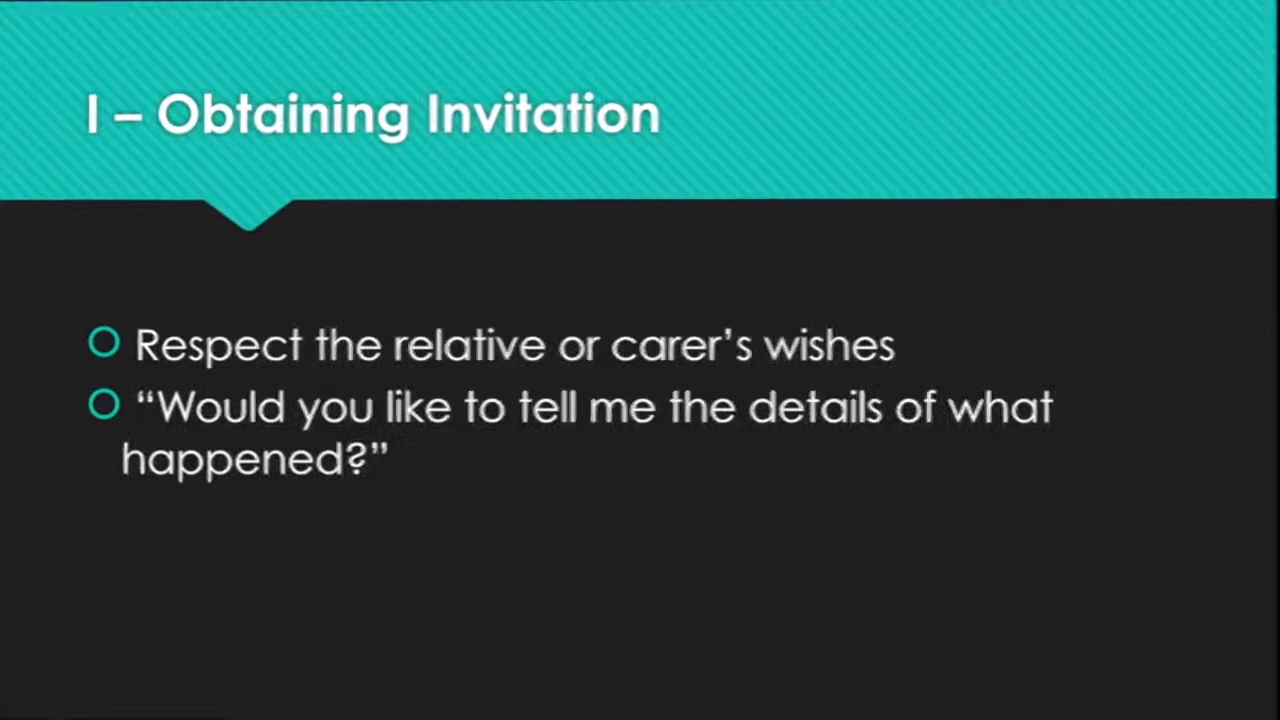 I – Obtaining Invitation
Respect the relative or carer’s wishes
“Would you like to tell me the details of what
happened?”